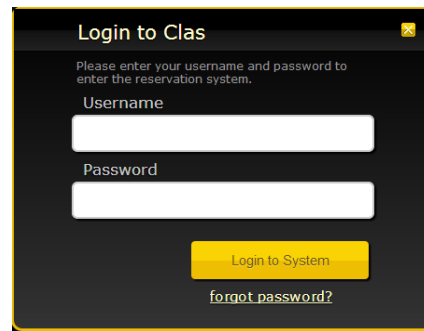 Login to Clas
Please enter your username and password to
enter the reservation system.
Username
Password
Login to System
forgot password?